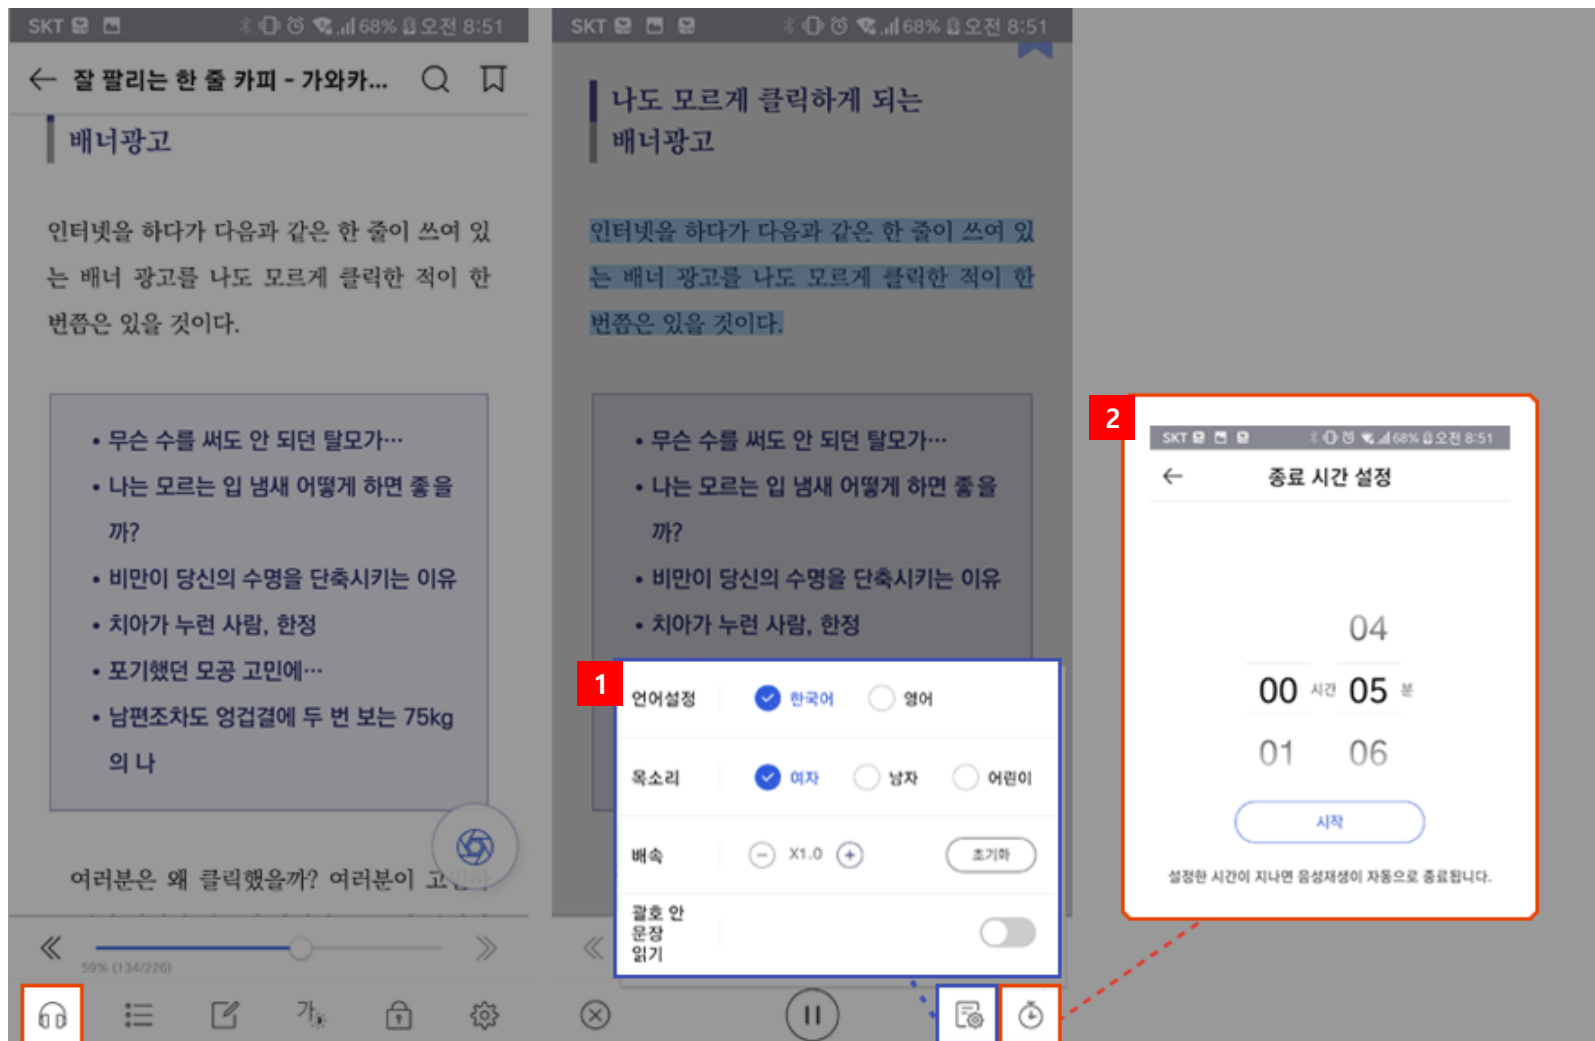 SKT 68% 오전 8:51
잘 팔리는 한 줄 카피 - 가와카...
배너광고
인터넷을 하다가 다음과 같은 한 줄이 쓰여 있
는 배너 광고를 나도 모르게 클릭한 적이 한
번쯤은 있을 것이다.
• 무슨 수를 써도 안 되던 탈모가…
• 나는 모르는 입 냄새 어떻게 하면 좋을
까?
• 비만이 당신의 수명을 단축시키는 이유
• 치아가 누런 사람, 한정
• 포기했던 모공 고민에…
• 남편조차도 엉겁결에 두 번 보는 75kg
의 나
여러분은 왜 클릭했을까? 여러분이 고민하
59% (134/226)
가
SKT 68% 오전 8:51
나도 모르게 클릭하게 되는
배너광고
인터넷을 하다가 다음과 같은 한 줄이 쓰여 있
는 배너 광고를 나도 모르게 클릭한 적이 한
번쯤은 있을 것이다.
• 무슨 수를 써도 안 되던 탈모가…
• 나는 모르는 입 냄새 어떻게 하면 좋을
까?
• 비만이 당신의 수명을 단축시키는 이유
• 치아가 누런 사람, 한정
1
언어설정 한국어 영어
목소리 여자 남자 어린이
배속 X1.0 초기화
괄호 안
문장
읽기
2
SKT 68% 오전 8:51
종료 시간 설정
04
00 시간 05 분
01 06
시작
설정한 시간이 지나면 음성재생이 자동으로 종료됩니다.